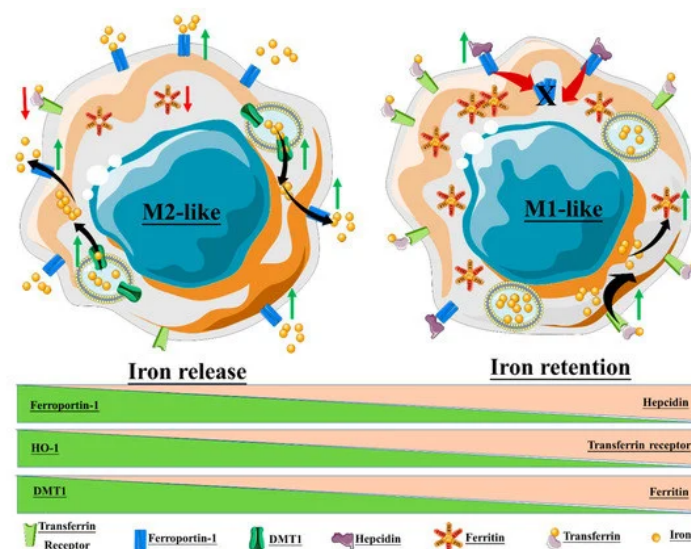 M2-like
X
M1-like
Iron release
Iron retention
Ferroportin-1
Hepcidin
HO-1
Transferrin receptor
DMT1
Ferritin
Transferrin
Receptor
Ferroportin-1
DMT1
Hepcidin
Ferritin
Transferrin
Iron